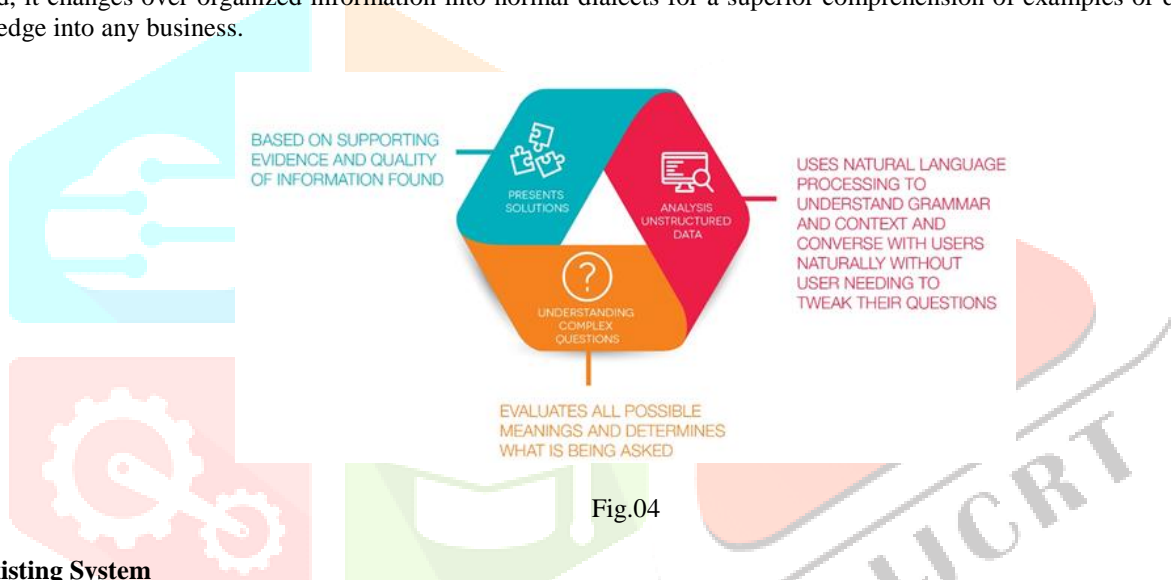 it changes over organized information into normal dialects for a superior comprehension of examples or
edge into any business.
BASED ON SUPPORTING
EVIDENCE AND QUALITY
OF INFORMATION FOUND
PRESENTS
SOLUTIONS
ANALYSIS
UNSTRUCTURED
DATA
USES NATURAL LANGUAGE
PROCESSING TO
UNDERSTAND GRAMMAR
AND CONTEXT AND
CONVERSE WITH USERS
NATURALLY WITHOUT
USER NEEDING TO
TWEAK THEIR QUESTIONS
?
UNDERSTANDING
COMPLEX
QUESTIONS
EVALUATES ALL POSSIBLE
MEANINGS AND DETERMINES
WHAT IS BEING ASKED
Fig.04
IJCRT
isting System